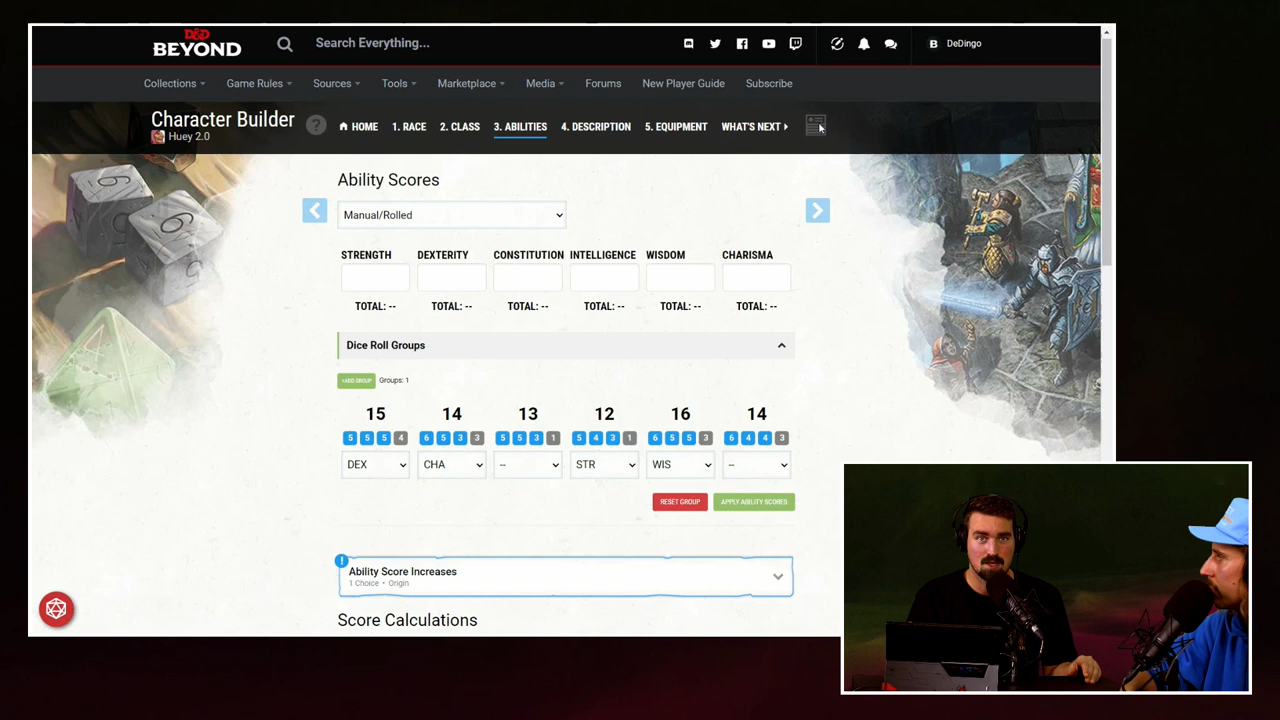 D&D
BEYOND
Search Everything...
B DeDingo
Collections Game Rules Sources Tools Marketplace Media Forums New Player Guide Subscribe
Character Builder
Huey 2.0
? HOME 1. RACE 2. CLASS 3. ABILITIES 4. DESCRIPTION 5. EQUIPMENT WHAT'S NEXT
Ability Scores
Manual/Rolled
STRENGTH DEXTERITY CONSTITUTION INTELLIGENCE WISDOM CHARISMA
TOTAL: -- TOTAL: -- TOTAL: -- TOTAL: -- TOTAL: -- TOTAL: --
Dice Roll Groups
+ADD GROUP Groups: 1
15 14 13 12 16 14
5 5 5 4 6 5 3 3 5 5 3 1 5 4 3 1 6 5 5 3 6 4 4 3
DEX CHA -- STR WIS --
RESET GROUP APPLY ABILITY SCORES
! Ability Score Increases
1 Choice • Origin
Score Calculations